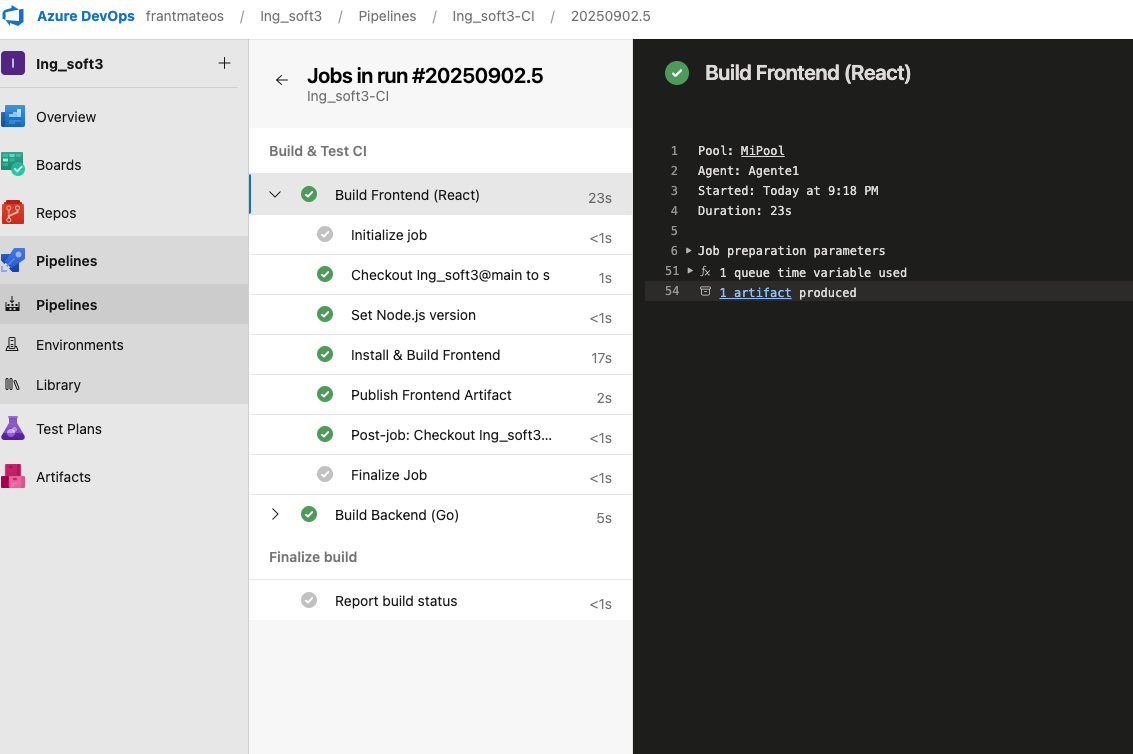 Azure DevOps frantmateos / Ing_soft3 / Pipelines / Ing_soft3-CI / 20250902.5
I Ing_soft3 +
Overview
Boards
Repos
Pipelines
Pipelines
Environments
Library
Test Plans
Artifacts
Jobs in run #20250902.5
Ing_soft3-CI
Build & Test CI
Build Frontend (React) 23s
Initialize job <1s
Checkout Ing_soft3@main to s 1s
Set Node.js version <1s
Install & Build Frontend 17s
Publish Frontend Artifact 2s
Post-job: Checkout Ing_soft3... <1s
Finalize Job <1s
Build Backend (Go) 5s
Finalize build
Report build status <1s
Build Frontend (React)
1 Pool: MiPool
2 Agent: Agente1
3 Started: Today at 9:18 PM
4 Duration: 23s
5
6 Job preparation parameters
51 fx 1 queue time variable used
54 1 artifact produced